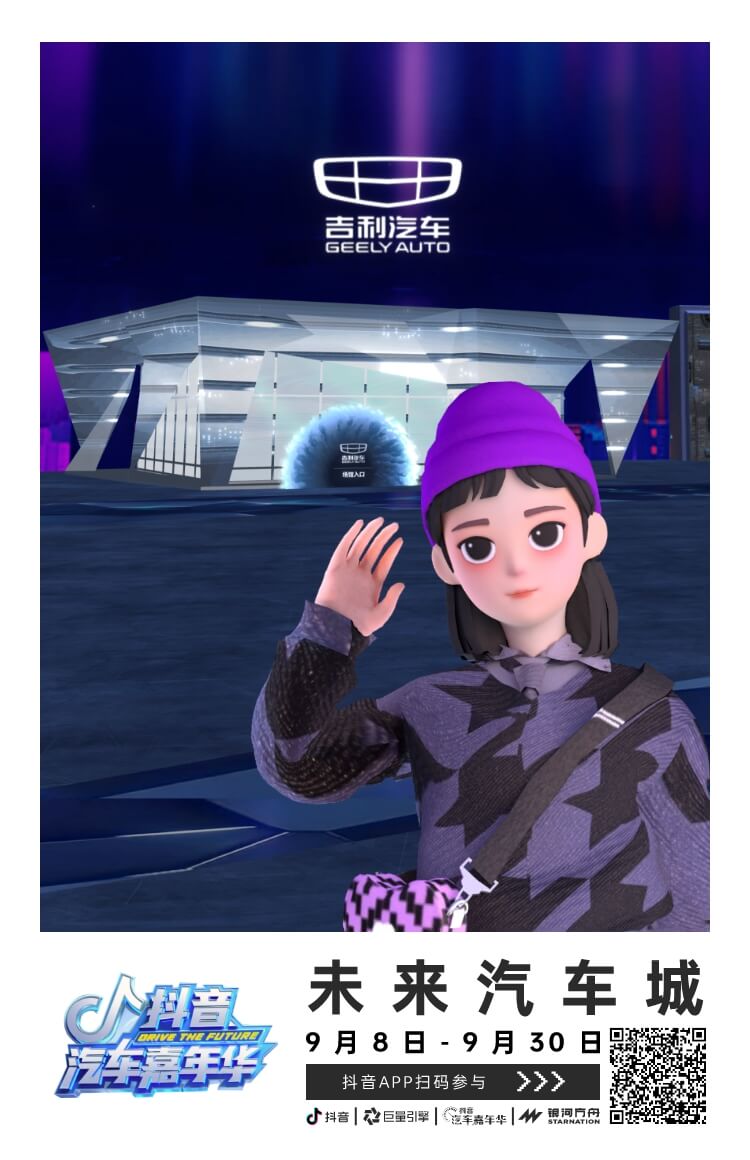 吉利汽车
GEELY AUTO
吉利汽车
GEELY AUTO
场馆入口
抖音
DRIVE THE FUTURE
汽车嘉年华
未来汽车城
9月8日-9月30日
抖音APP扫码参与 >>>
抖音 | 巨量引擎 | 抖音汽车嘉年华 | 银河方舟 STARNATION